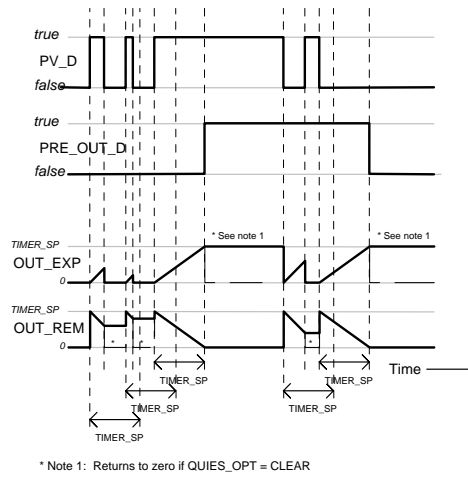 true
PV_D
false
true
PRE_OUT_D
false
* See note 1
* See note 1
TIMER_SP
OUT_EXP
0
TIMER_SP
OUT_REM
* *
*
0
Time
TIMER_SP TIMER_SP
TIMER_SP TIMER_SP
TIMER_SP
* Note 1: Returns to zero if QUIES_OPT = CLEAR